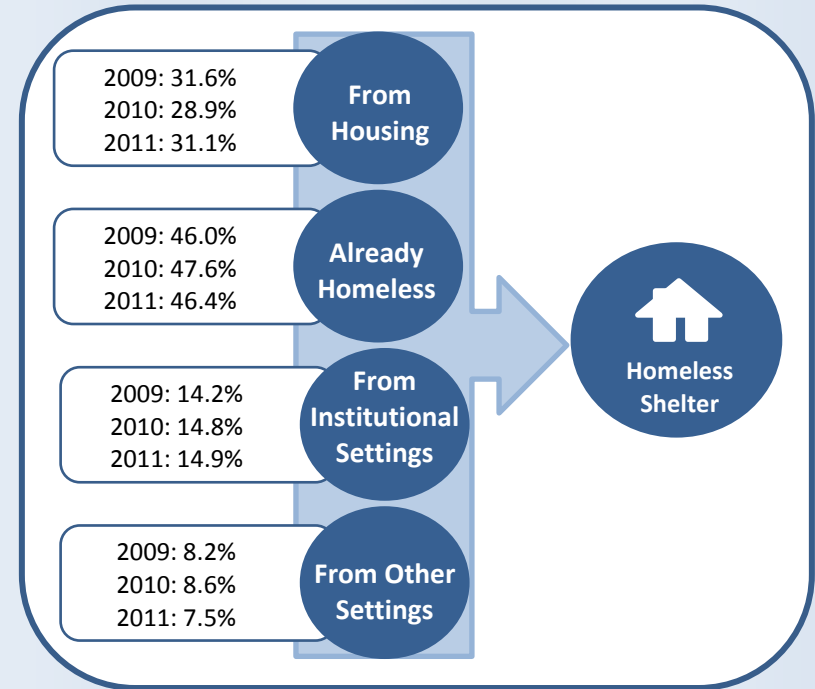 2009: 31.6%
2010: 28.9%
2011: 31.1%
From
Housing
2009: 46.0%
2010: 47.6%
2011: 46.4%
Already
Homeless
2009: 14.2%
2010: 14.8%
2011: 14.9%
From
Institutional
Settings
2009: 8.2%
2010: 8.6%
2011: 7.5%
From Other
Settings
Homeless
Shelter